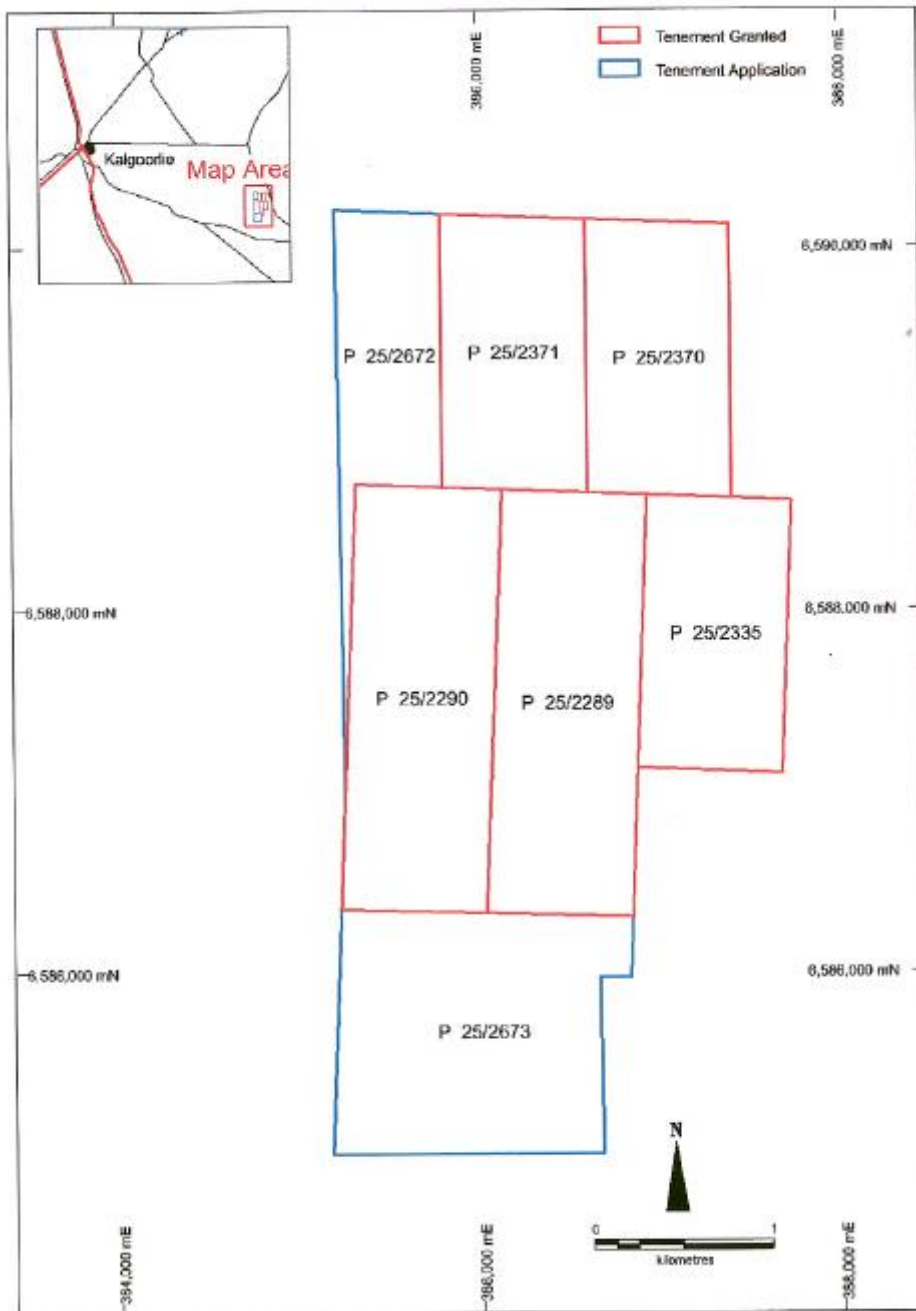 386,000 mE
388,000 mE
Tenement Granted
Tenement Application
Kalgoorlie
Map Area
6,590,000 mN
P 25/2672
P 25/2371
P 25/2370
6,588,000 mN
6,588,000 mN
P 25/2335
P 25/2290
P 25/2289
6,586,000 mN
6,586,000 mN
P 25/2673
N
0
1
kilometres
384,000 mE
386,000 mE
388,000 mE